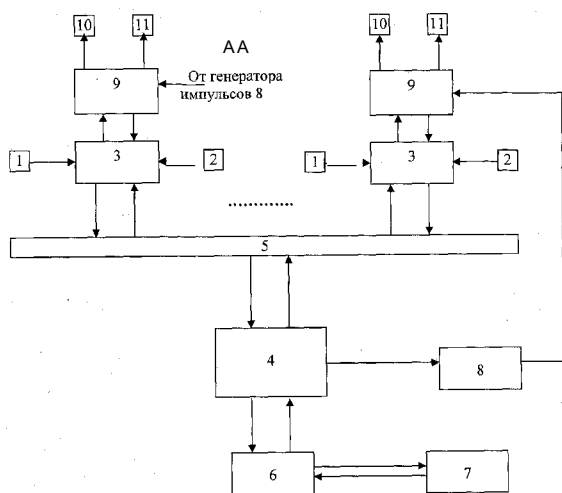 10 11 10 11
АА
9 От генератора 9
импульсов 8
1 3 2 1 3 2
.............
5
4 8
6 7